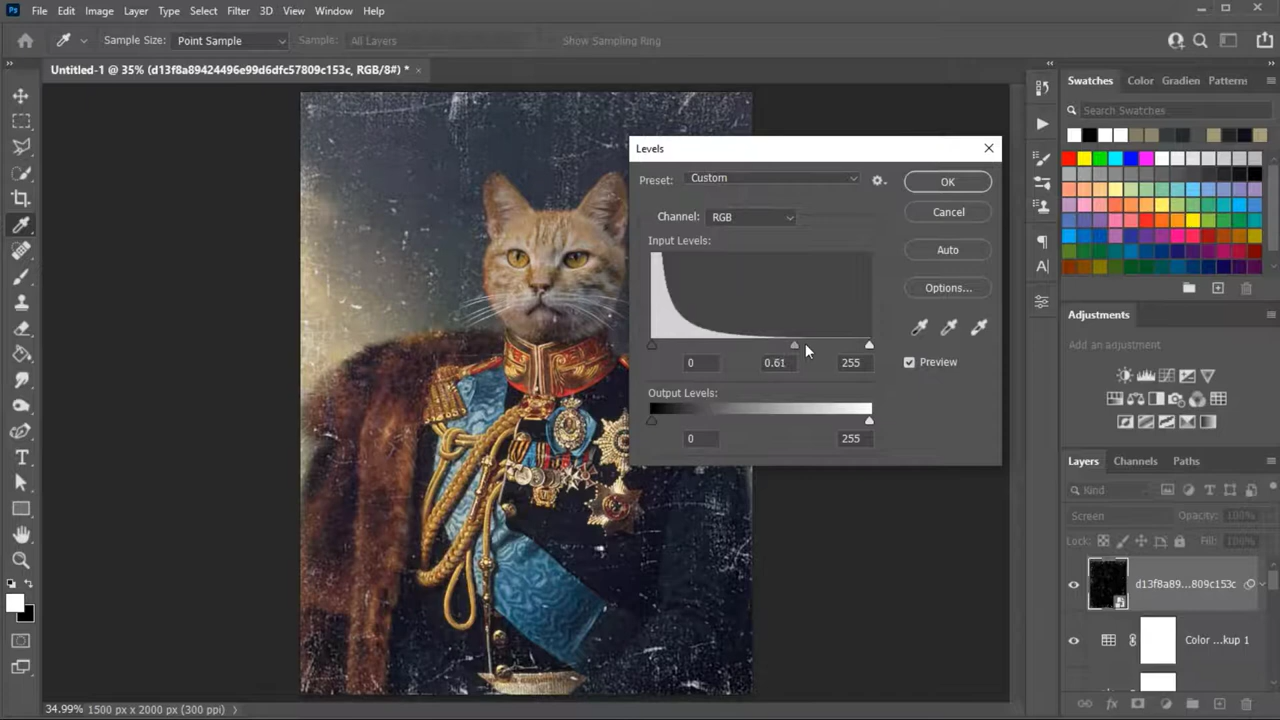 Ps File Edit Image Layer Type Select Filter 3D View Window Help
Sample Size: Point Sample Sample: All Layers Show Sampling Ring
Untitled-1 @ 35% (d13f8a89424496e99d6dfc57809c153c, RGB/8#) * ×
Levels
Preset: Custom
OK
Channel: RGB
Cancel
Input Levels:
Auto
Options...
0 0.61 255
Preview
Output Levels:
0 255
Swatches Color Gradient Patterns
Search Swatches
Adjustments
Add an adjustment
Layers Channels Paths
Kind
Screen Opacity: 100%
Lock: Fill: 100%
d13f8a89...809c153c
Color ...kup 1
34.99% 1500 px x 2000 px (300 ppi)